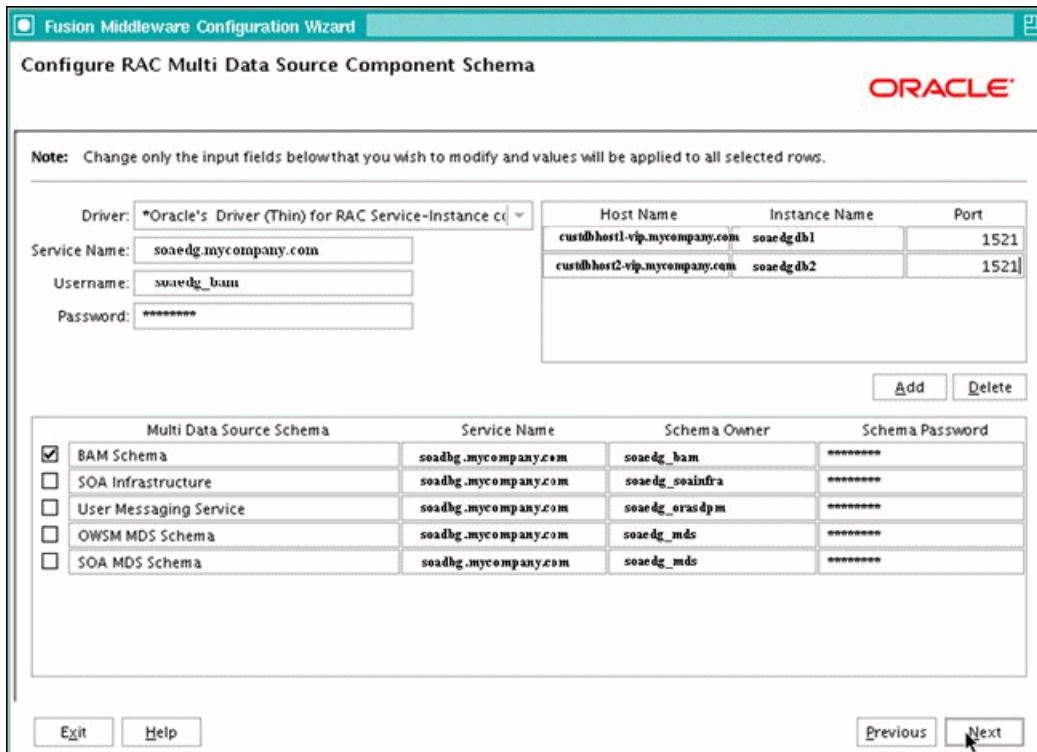 Fusion Middleware Configuration Wizard
Configure RAC Multi Data Source Component Schema
ORACLE
Note: Change only the input fields below that you wish to modify and values will be applied to all selected rows.
Driver: *Oracle's Driver (Thin) for RAC Service-Instance co
Service Name: soaedg.mycompany.com
Username: soaedg_bam
Password: ********
Host Name Instance Name Port
custdbhost1-vip.mycompany.com soaedgdb1 1521
custdbhost2-vip.mycompany.com soaedgdb2 1521
Add Delete
Multi Data Source Schema Service Name Schema Owner Schema Password
BAM Schema soadbg.mycompany.com soaedg_bam ********
SOA Infrastructure soadbg.mycompany.com soaedg_soainfra ********
User Messaging Service soadbg.mycompany.com soaedg_orasdpm ********
OWSM MDS Schema soadbg.mycompany.com soaedg_mds ********
SOA MDS Schema soadbg.mycompany.com soaedg_mds ********
Exit Help Previous Next